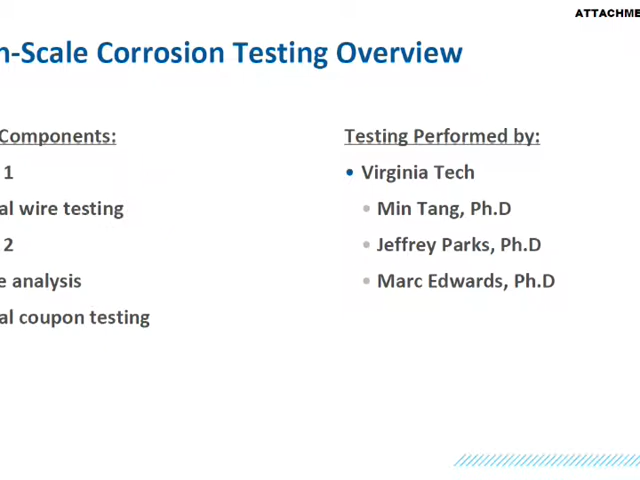 ATTACHME
n-Scale Corrosion Testing Overview
Components:
1
al wire testing
2
e analysis
al coupon testing
Testing Performed by:
• Virginia Tech
• Min Tang, Ph.D
• Jeffrey Parks, Ph.D
• Marc Edwards, Ph.D